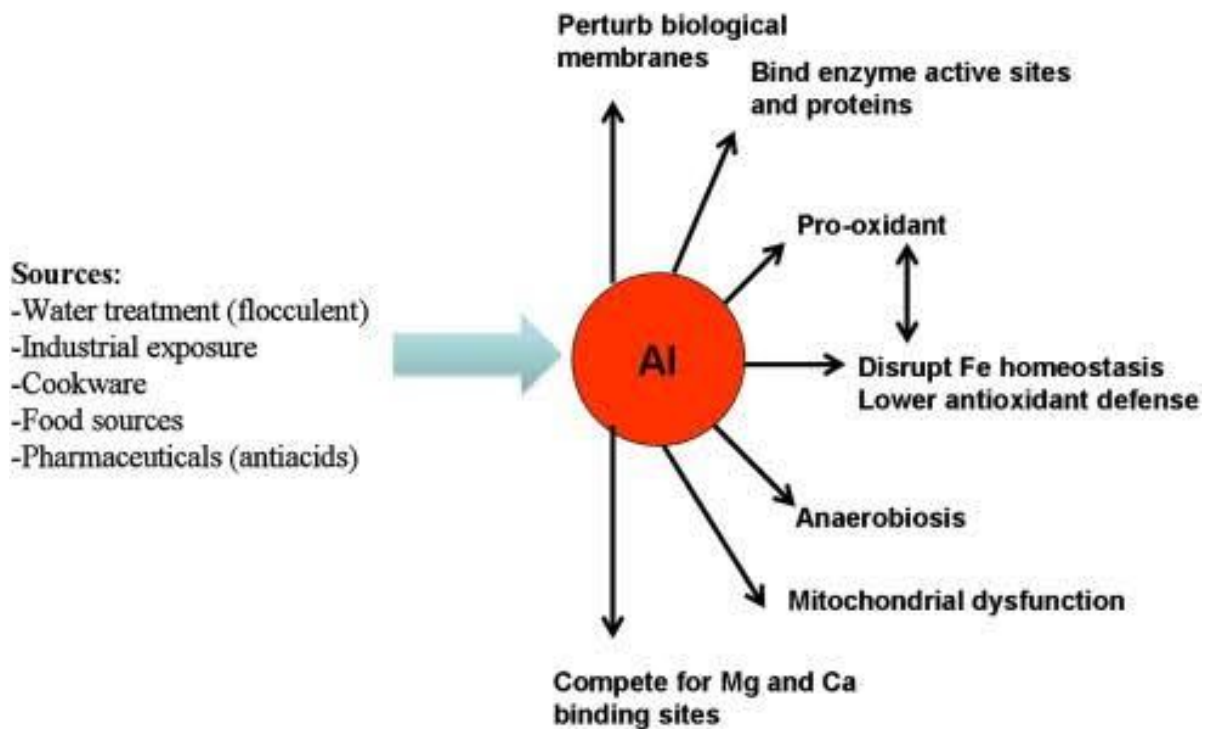 Perturb biological
membranes
Bind enzyme active sites
and proteins
Pro-oxidant
Sources:
-Water treatment (flocculent)
-Industrial exposure
-Cookware
-Food sources
-Pharmaceuticals (antiacids)
Al
Disrupt Fe homeostasis
Lower antioxidant defense
Anaerobiosis
Mitochondrial dysfunction
Compete for Mg and Ca
binding sites